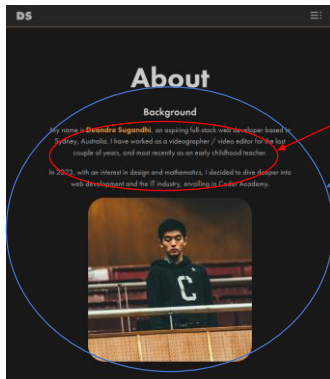 DS
About
Background
My name is Deandre Sugandhi, an aspiring full-stack web developer based in
Sydney, Australia. I have worked as a videographer / video editor for the last
couple of years, and most recently as an early childhood teacher.
In 2023, with an interest in design and mathematics, I decided to dive deeper into
web development and the IT industry, enrolling in Coder Academy.
C